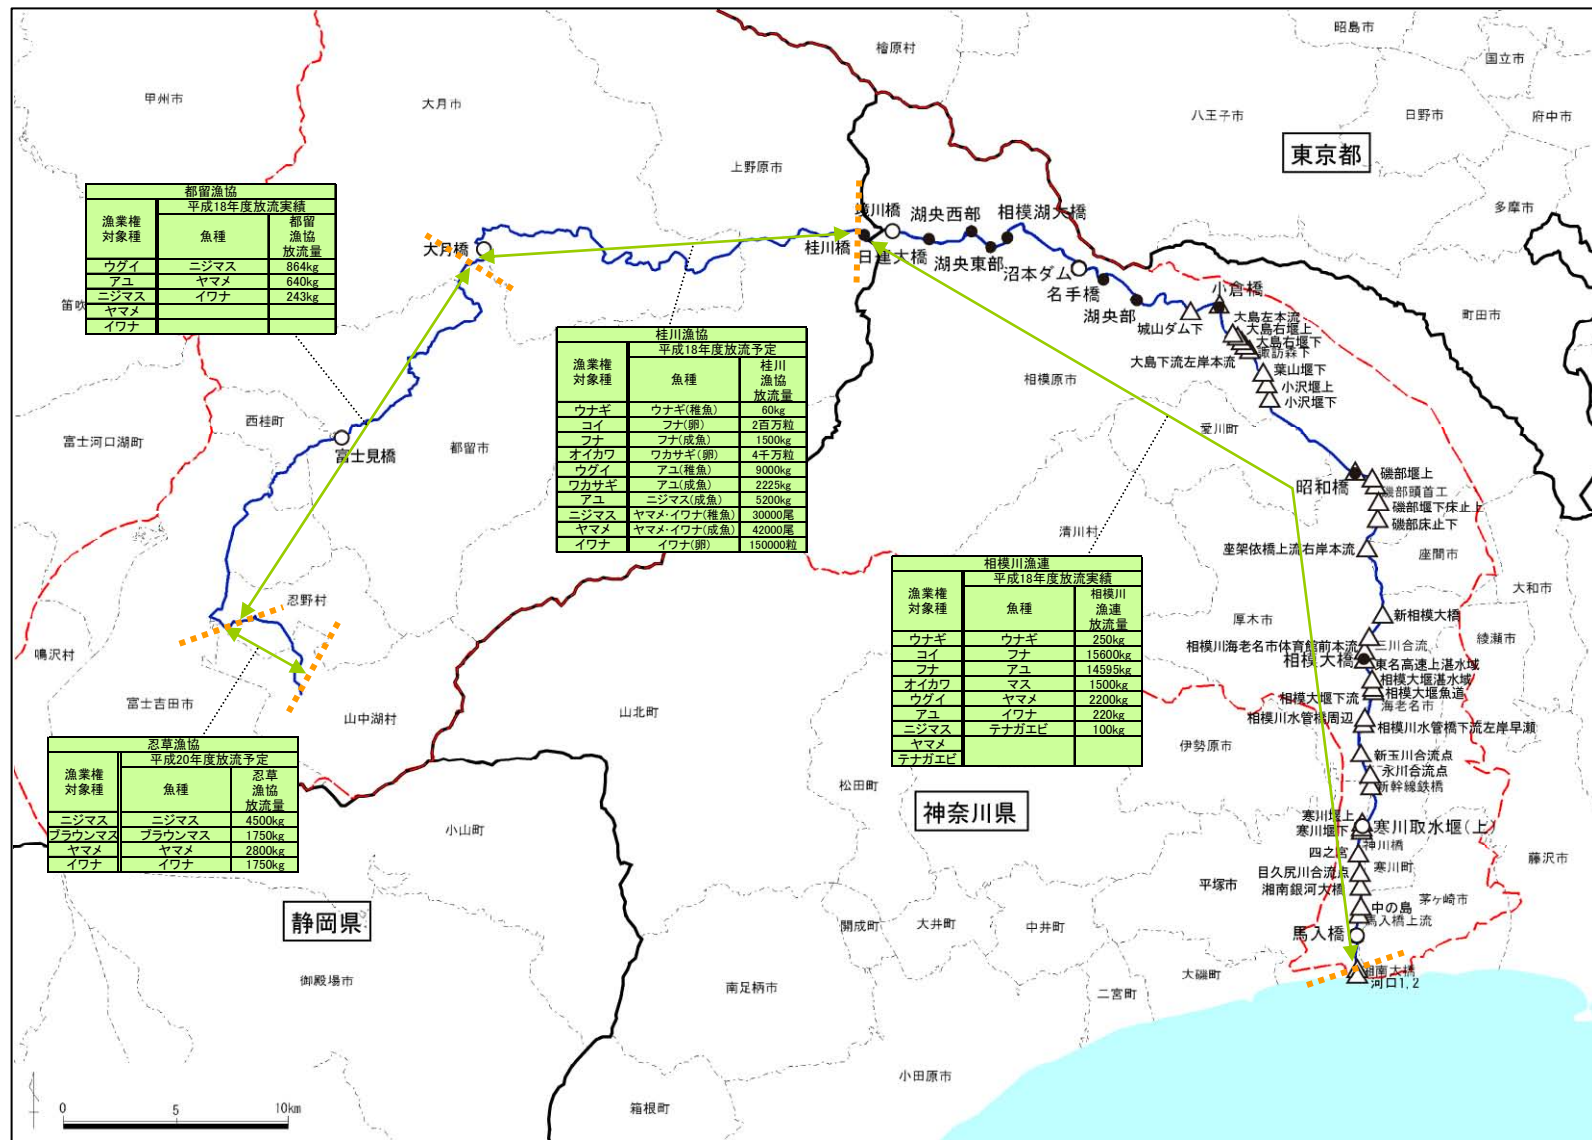 昭島市
檜原村
国立市
甲州市
大月市
八王子市
日野市
府中市
東京都
上野原市
多摩市
都留漁協
漁業権
対象種
平成18年度放流実績
魚種
都留
漁協
放流量
ウグイ ニジマス 864kg
アユ ヤマメ 640kg
ニジマス イワナ 243kg
ヤマメ
イワナ
境川橋
湖央西部
相模湖大橋
大月橋
桂川橋
日連大橋
湖央東部
沼本ダム
名手橋
湖央部
小倉橋
笛吹
町田市
城山ダム下
大島左本流
大島右堰上
大島右堰下
諏訪森下
大島下流左岸本流
葉山堰下
小沢堰上
小沢堰下
相模原市
愛川町
桂川漁協
漁業権
対象種
平成18年度放流予定
魚種
桂川
漁協
放流量
ウナギ ウナギ(稚魚) 60kg
コイ フナ(卵) 2百万粒
フナ フナ(成魚) 1500kg
オイカワ ワカサギ(卵) 4千万粒
ウグイ アユ(稚魚) 9000kg
ワカサギ アユ(成魚) 2225kg
アユ ニジマス(成魚) 5200kg
ニジマス ヤマメ・イワナ(稚魚) 30000尾
ヤマメ ヤマメ・イワナ(成魚) 42000尾
イワナ イワナ(卵) 150000粒
西桂町
富士河口湖町
富士見橋
都留市
磯部堰上
昭和橋
磯部頭首工
磯部堰下床止上
磯部床止下
清川村
座架依橋上流右岸本流
座間市
大和市
相模川漁連
漁業権
対象種
平成18年度放流実績
魚種
相模川
漁連
放流量
ウナギ ウナギ 250kg
コイ フナ 15600kg
フナ アユ 14595kg
オイカワ マス 1500kg
ウグイ ヤマメ 2200kg
アユ イワナ 220kg
ニジマス テナガエビ 100kg
ヤマメ
テナガエビ
忍野村
厚木市
新相模大橋
綾瀬市
鳴沢村
相模川海老名市体育館前本流
三川合流
相模大橋
東名高速上湛水域
相模大堰湛水域
相模大堰下流
相模大堰魚道
海老名市
富士吉田市
山中湖村
山北町
相模川水管橋周辺
相模川水管橋下流左岸早瀬
伊勢原市
忍草漁協
漁業権
対象種
平成20年度放流予定
魚種
忍草
漁協
放流量
ニジマス ニジマス 4500kg
ブラウンマス ブラウンマス 1750kg
ヤマメ ヤマメ 2800kg
イワナ イワナ 1750kg
新玉川合流点
永川合流点
新幹線鉄橋
松田町
神奈川県
小山町
寒川堰上
寒川堰下
寒川取水堰(上)
神川橋
四之宮
藤沢市
目久尻川合流点
寒川町
平塚市
湘南銀河大橋
茅ヶ崎市
中の島
馬入橋上流
静岡県
開成町
大井町
中井町
馬入橋
大磯町
湘南大橋
河口1,2
御殿場市
南足柄市
二宮町
小田原市
箱根町
0 5 10km